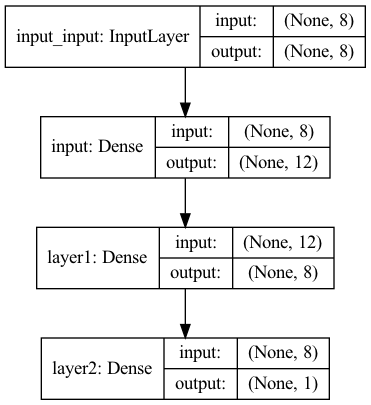 input_input: InputLayer
input: (None, 8)
output: (None, 8)
input: Dense
input: (None, 8)
output: (None, 12)
layer1: Dense
input: (None, 12)
output: (None, 8)
layer2: Dense
input: (None, 8)
output: (None, 1)